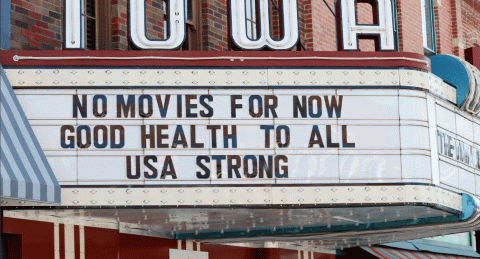 IOWA
NO MOVIES FOR NOW
GOOD HEALTH TO ALL
USA STRONG